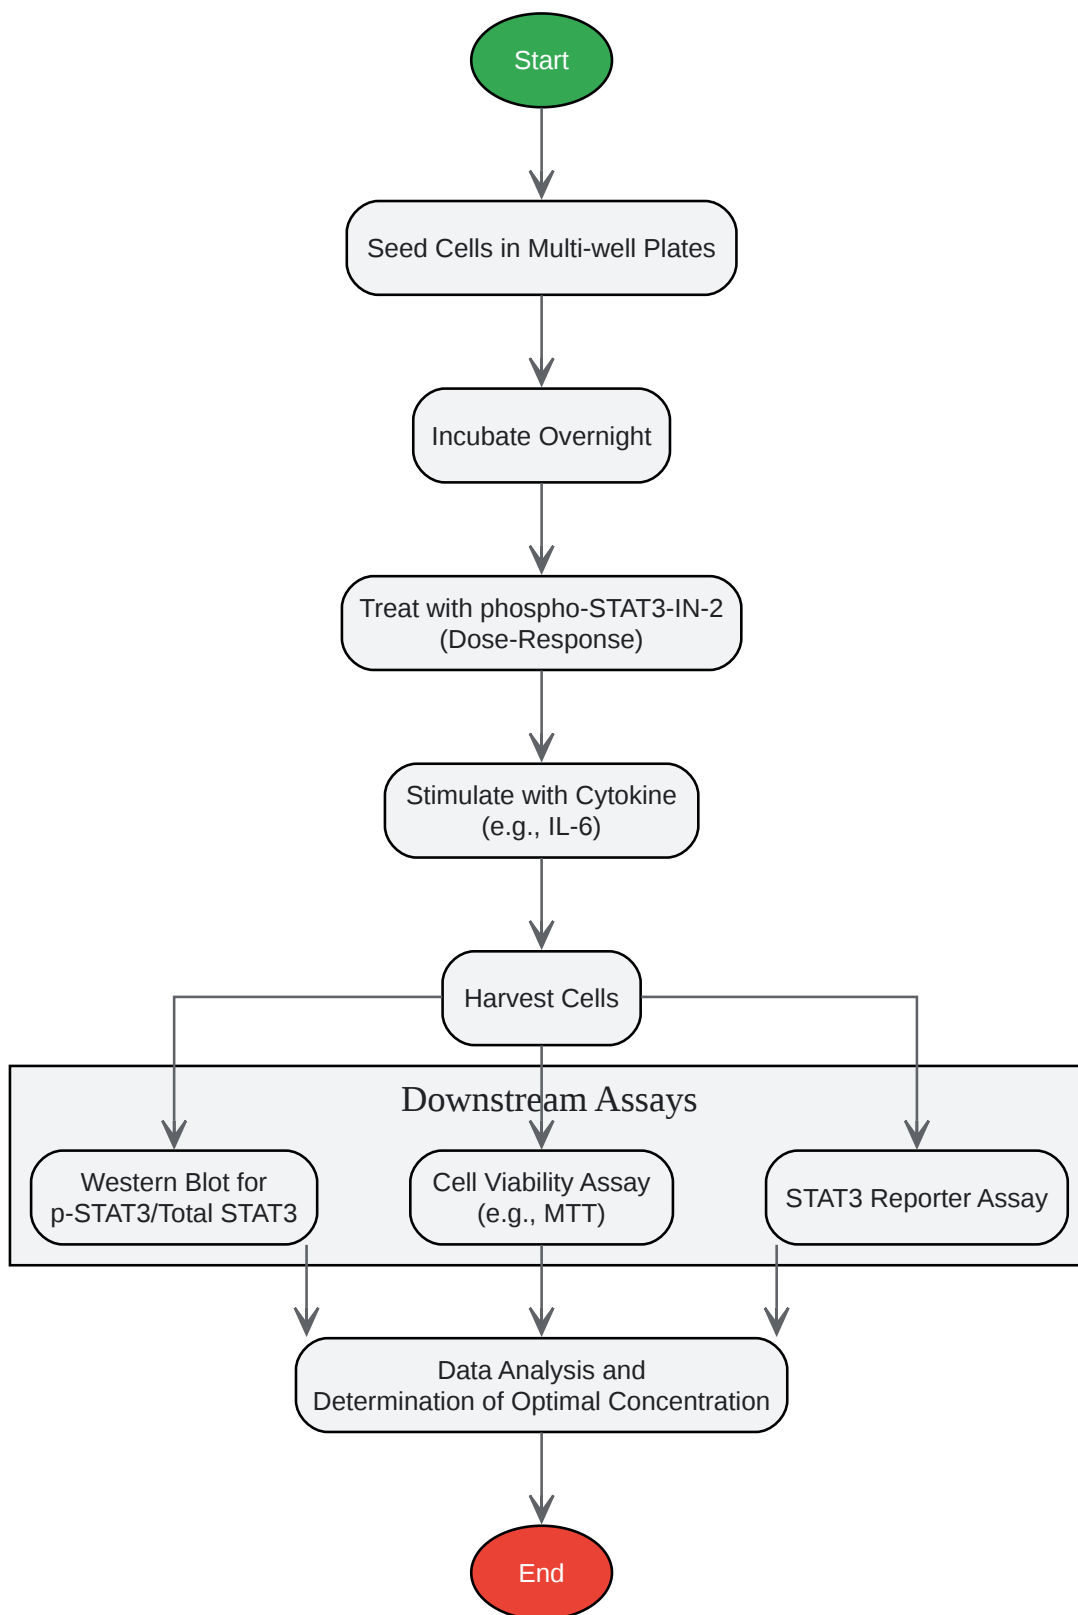 Start
Seed Cells in Multi-well Plates
Incubate Overnight
Treat with phospho-STAT3-IN-2
(Dose-Response)
Stimulate with Cytokine
(e.g., IL-6)
Harvest Cells
Downstream Assays
Western Blot for
p-STAT3/Total STAT3
Cell Viability Assay
(e.g., MTT)
STAT3 Reporter Assay
Data Analysis and
Determination of Optimal Concentration
End